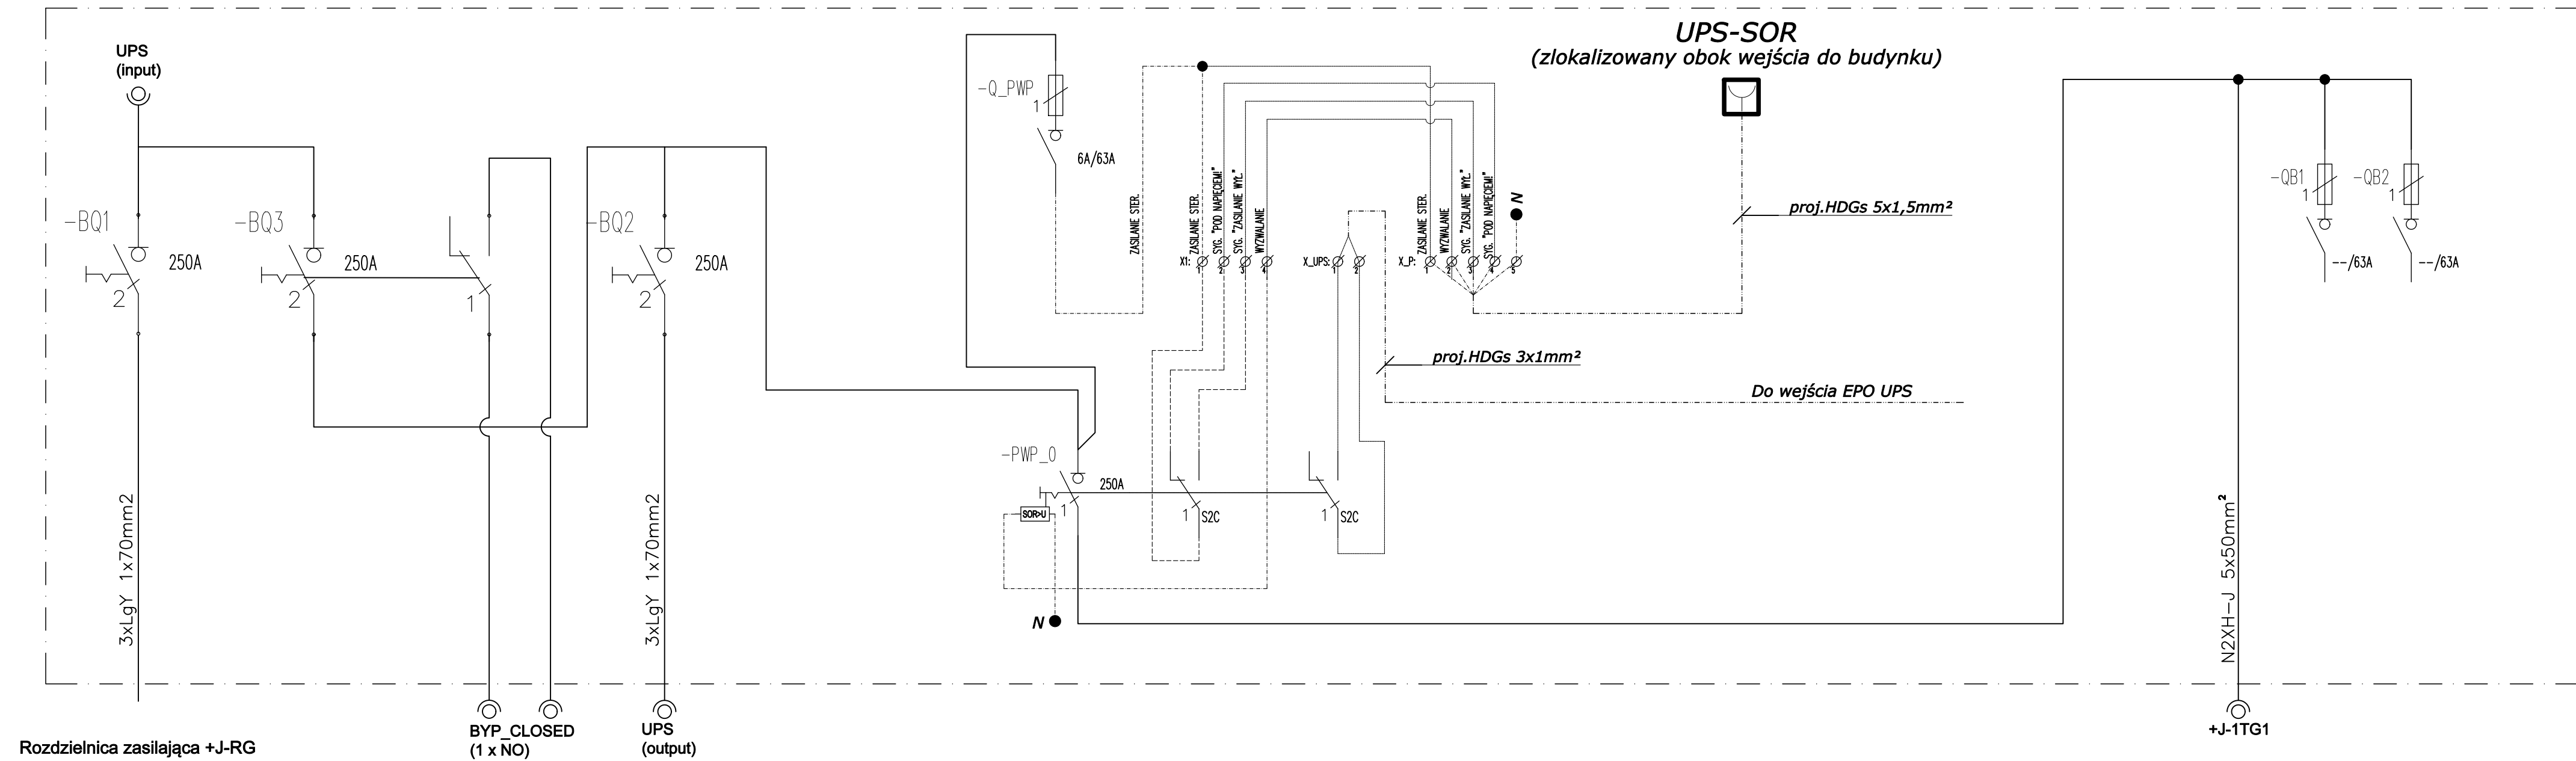 UPS-SOR
(zlokalizowany obok wejścia do budynku)
UPS
(input)
-Q_PWP
1
6A/63A
-BQ1
250A
2
-BQ3
250A
2
1
-BQ2
250A
2
ZASILANIE STER.
ZASILANIE STER.
SYG. "POD NAPIĘCIEM!"
SYG. "ZASILANIE WYŁ."
WYZWALANIE
X1:
1
2
3
4
X_UPS:
1
2
ZASILANIE STER.
WYZWALANIE
SYG. "ZASILANIE WYŁ."
SYG. "POD NAPIĘCIEM!"
N
X_P:
1
2
3
4
5
proj.HDGs 5x1,5mm²
proj.HDGs 3x1mm²
Do wejścia EPO UPS
-QB1
1
--/63A
-QB2
1
--/63A
-PWP_0
250A
1
SOR>U
1
S2C
1
S2C
N
3xLgY 1x70mm2
3xLgY 1x70mm2
N2XH-J 5x50mm²
Rozdzielnica zasilająca +J-RG
BYP_CLOSED
(1 x NO)
UPS
(output)
+J-1TG1